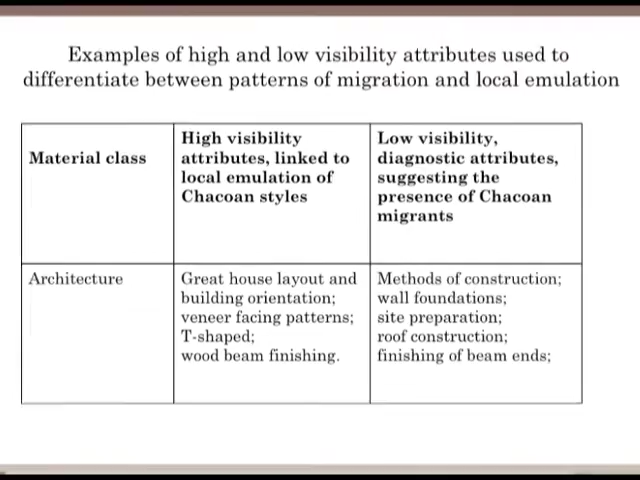 Examples of high and low visibility attributes used to
differentiate between patterns of migration and local emulation
Material class
High visibility
attributes, linked to
local emulation of
Chacoan styles
Low visibility,
diagnostic attributes,
suggesting the
presence of Chacoan
migrants
Architecture
Great house layout and
building orientation;
veneer facing patterns;
T-shaped;
wood beam finishing.
Methods of construction;
wall foundations;
site preparation;
roof construction;
finishing of beam ends;